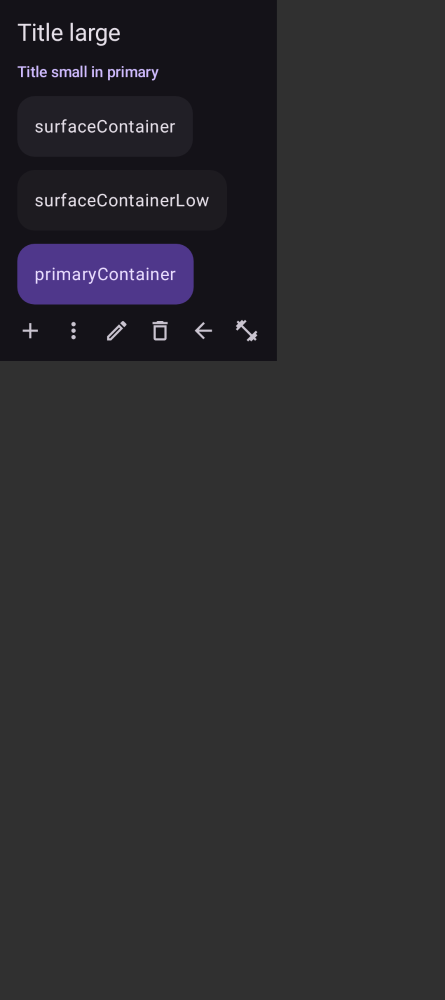 Title large
Title small in primary
surfaceContainer
surfaceContainerLow
primaryContainer